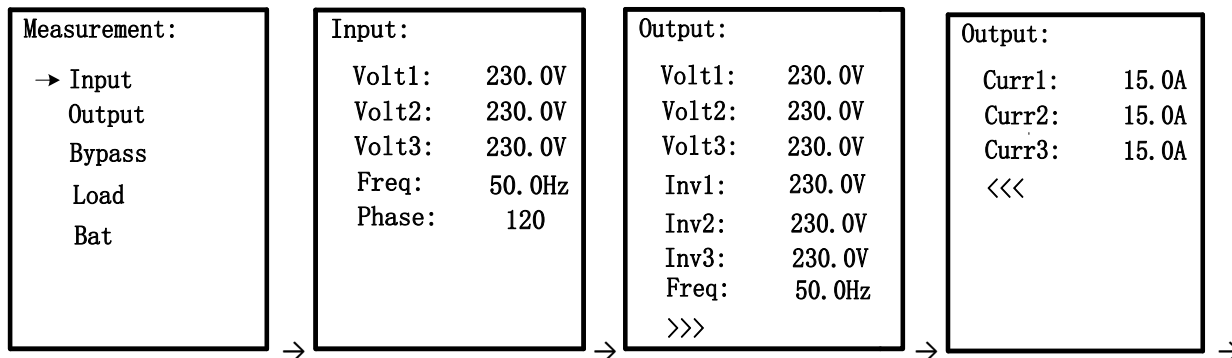 Measurement:
→ Input
Output
Bypass
Load
Bat
→
Input:
Volt1: 230.0V
Volt2: 230.0V
Volt3: 230.0V
Freq: 50.0Hz
Phase: 120
→
Output:
Volt1: 230.0V
Volt2: 230.0V
Volt3: 230.0V
Inv1: 230.0V
Inv2: 230.0V
Inv3: 230.0V
Freq: 50.0Hz
>>>
→
Output:
Curr1: 15.0A
Curr2: 15.0A
Curr3: 15.0A
<<<
→